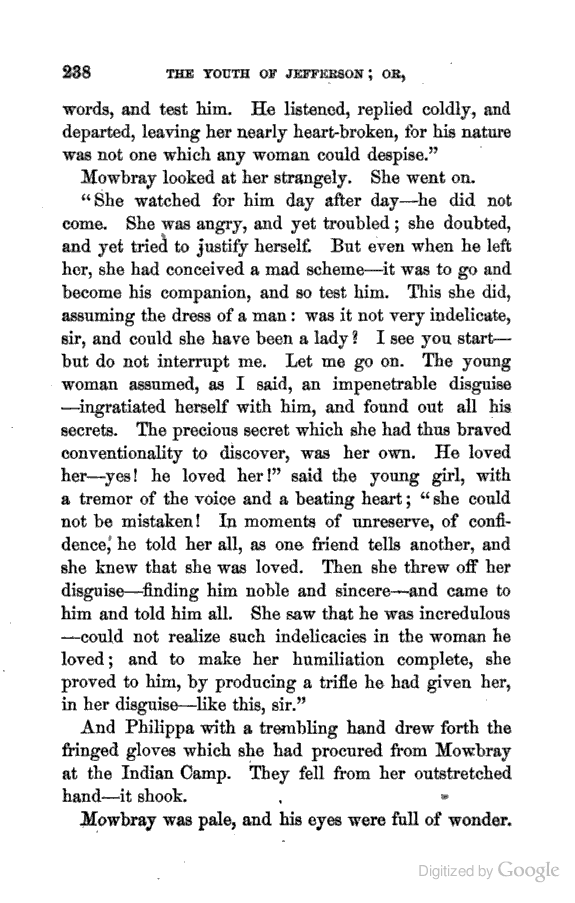 238 THE YOUTH OF JEFFERSON; OR,
words, and test him. He listened, replied coldly, and
departed, leaving her nearly heart-broken, for his nature
was not one which any woman could despise.”
Mowbray looked at her strangely. She went on.
“She watched for him day after day—he did not
come. She was angry, and yet troubled; she doubted,
and yet tried to justify herself. But even when he left
her, she had conceived a mad scheme—it was to go and
become his companion, and so test him. This she did,
assuming the dress of a man: was it not very indelicate,
sir, and could she have been a lady? I see you start—
but do not interrupt me. Let me go on. The young
woman assumed, as I said, an impenetrable disguise
—ingratiated herself with him, and found out all his
secrets. The precious secret which she had thus braved
conventionality to discover, was her own. He loved
her—yes! he loved her!” said the young girl, with
a tremor of the voice and a beating heart; “she could
not be mistaken! In moments of unreserve, of confi-
dence, he told her all, as one friend tells another, and
she knew that she was loved. Then she threw off her
disguise—finding him noble and sincere—and came to
him and told him all. She saw that he was incredulous
—could not realize such indelicacies in the woman he
loved; and to make her humiliation complete, she
proved to him, by producing a trifle he had given her,
in her disguise—like this, sir.”
And Philippa with a trembling hand drew forth the
fringed gloves which she had procured from Mowbray
at the Indian Camp. They fell from her outstretched
hand—it shook.
Mowbray was pale, and his eyes were full of wonder.
Digitized by Google